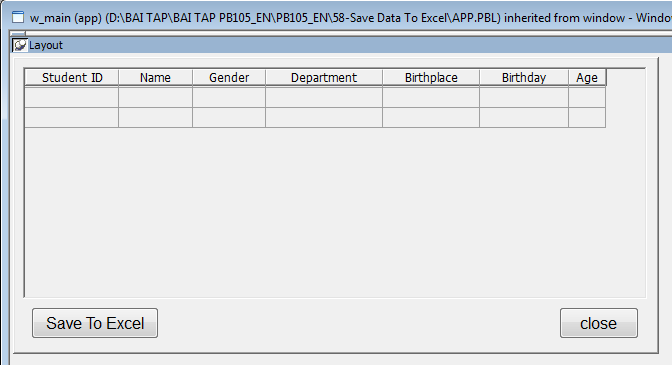 w_main (app) (D:\BAI TAP\BAI TAP PB105_EN\PB105_EN\58-Save Data To Excel\APP.PBL) inherited from window - Windo
Layout
Student ID Name Gender Department Birthplace Birthday Age
Save To Excel close